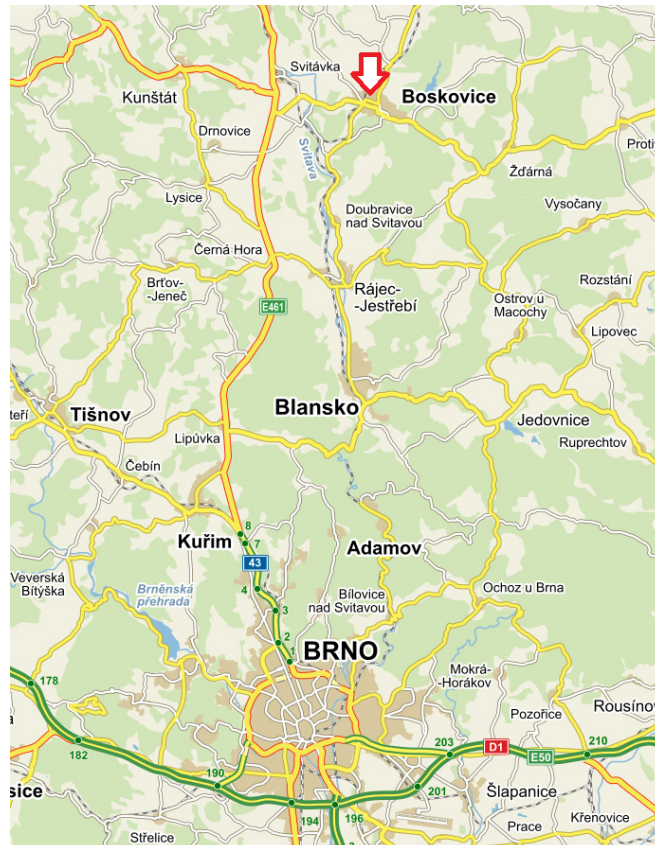 Svitávka
Kunštát
Boskovice
Drnovice
Svitava
Proti
Žďárná
Lysice
Vysočany
Doubravice
nad Svitavou
Černá Hora
Brťov-
-Jeneč
Rájec-
-Jestřebí
Rozstání
Ostrov u
Macochy
E461
Lipovec
Blansko
teří
Tišnov
Jedovnice
Lipůvka
Ruprechtov
Čebín
8
Kuřim
7
Adamov
43
Veverská
Bítýška
Brněnská
přehrada
4
Bílovice
nad Svitavou
Ochoz u Brna
3
2
BRNO
1
Mokrá-
-Horákov
178
Rousínov
a
Pozořice
182
203
D1
E50
210
190
sice
201
Šlapanice
194
196
Křenovice
Prace
Střelice
2